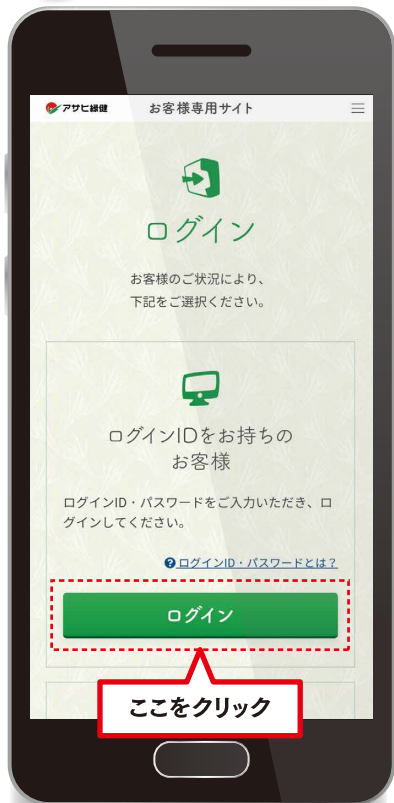 アサヒ緑健
お客様専用サイト
ログイン
お客様のご状況により、
下記をご選択ください。
ログインIDをお持ちの
お客様
ログインID・パスワードをご入力いただき、ロ
グインしてください。
?ログインID・パスワードとは？
ログイン
ここをクリック